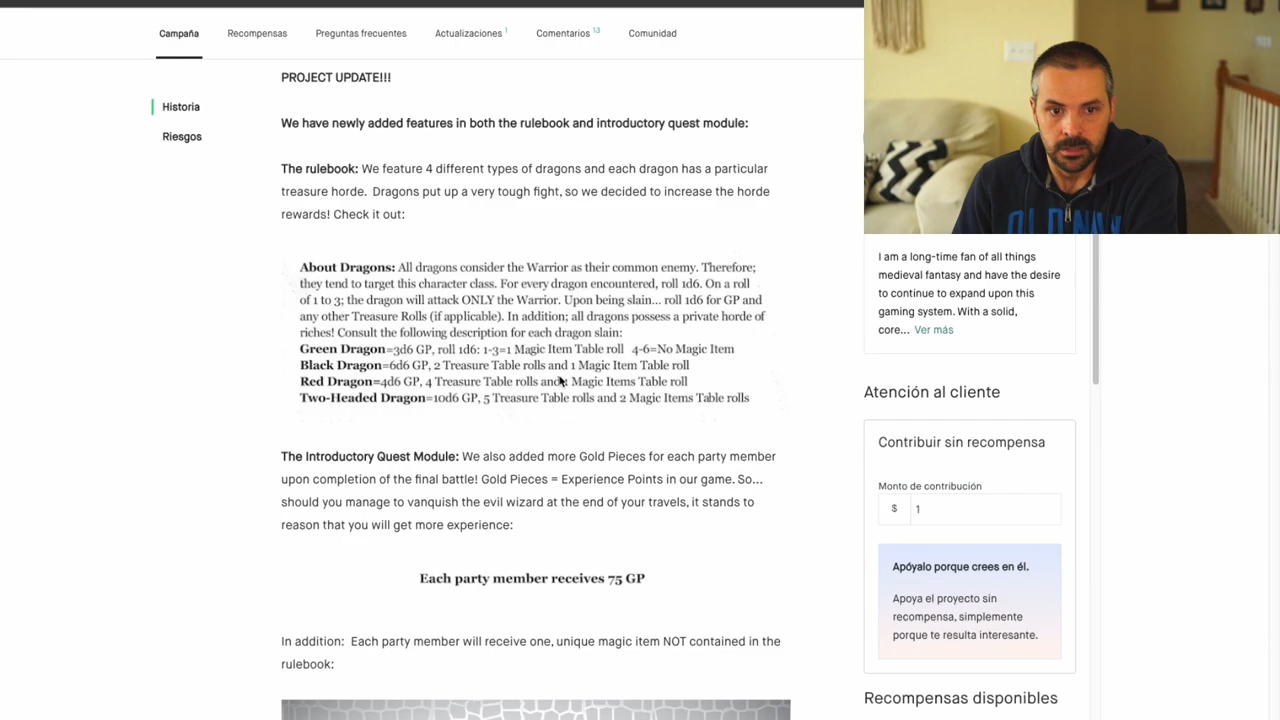 Campaña
Recompensas
Preguntas frecuentes
Actualizaciones 1
Comentarios 13
Comunidad
Historia
Riesgos
PROJECT UPDATE!!!
We have newly added features in both the rulebook and introductory quest module:
The rulebook: We feature 4 different types of dragons and each dragon has a particular
treasure horde. Dragons put up a very tough fight, so we decided to increase the horde
rewards! Check it out:
About Dragons: All dragons consider the Warrior as their common enemy. Therefore;
they tend to target this character class. For every dragon encountered, roll 1d6. On a roll
of 1 to 3; the dragon will attack ONLY the Warrior. Upon being slain... roll 1d6 for GP and
any other Treasure Rolls (if applicable). In addition; all dragons possess a private horde of
riches! Consult the following description for each dragon slain:
Green Dragon=3d6 GP, roll 1d6: 1-3=1 Magic Item Table roll 4-6=No Magic Item
Black Dragon=6d6 GP, 2 Treasure Table rolls and 1 Magic Item Table roll
Red Dragon=4d6 GP, 4 Treasure Table rolls and Magic Items Table roll
Two-Headed Dragon=10d6 GP, 5 Treasure Table rolls and 2 Magic Items Table rolls
The Introductory Quest Module: We also added more Gold Pieces for each party member
upon completion of the final battle! Gold Pieces = Experience Points in our game. So...
should you manage to vanquish the evil wizard at the end of your travels, it stands to
reason that you will get more experience:
Each party member receives 75 GP
In addition: Each party member will receive one, unique magic item NOT contained in the
rulebook:
OLD NAVY
I am a long-time fan of all things
medieval fantasy and have the desire
to continue to expand upon this
gaming system. With a solid,
core... Ver más
Atención al cliente
Contribuir sin recompensa
Monto de contribución
$ 1
Apóyalo porque crees en él.
Apoya el proyecto sin
recompensa, simplemente
porque te resulta interesante.
Recompensas disponibles